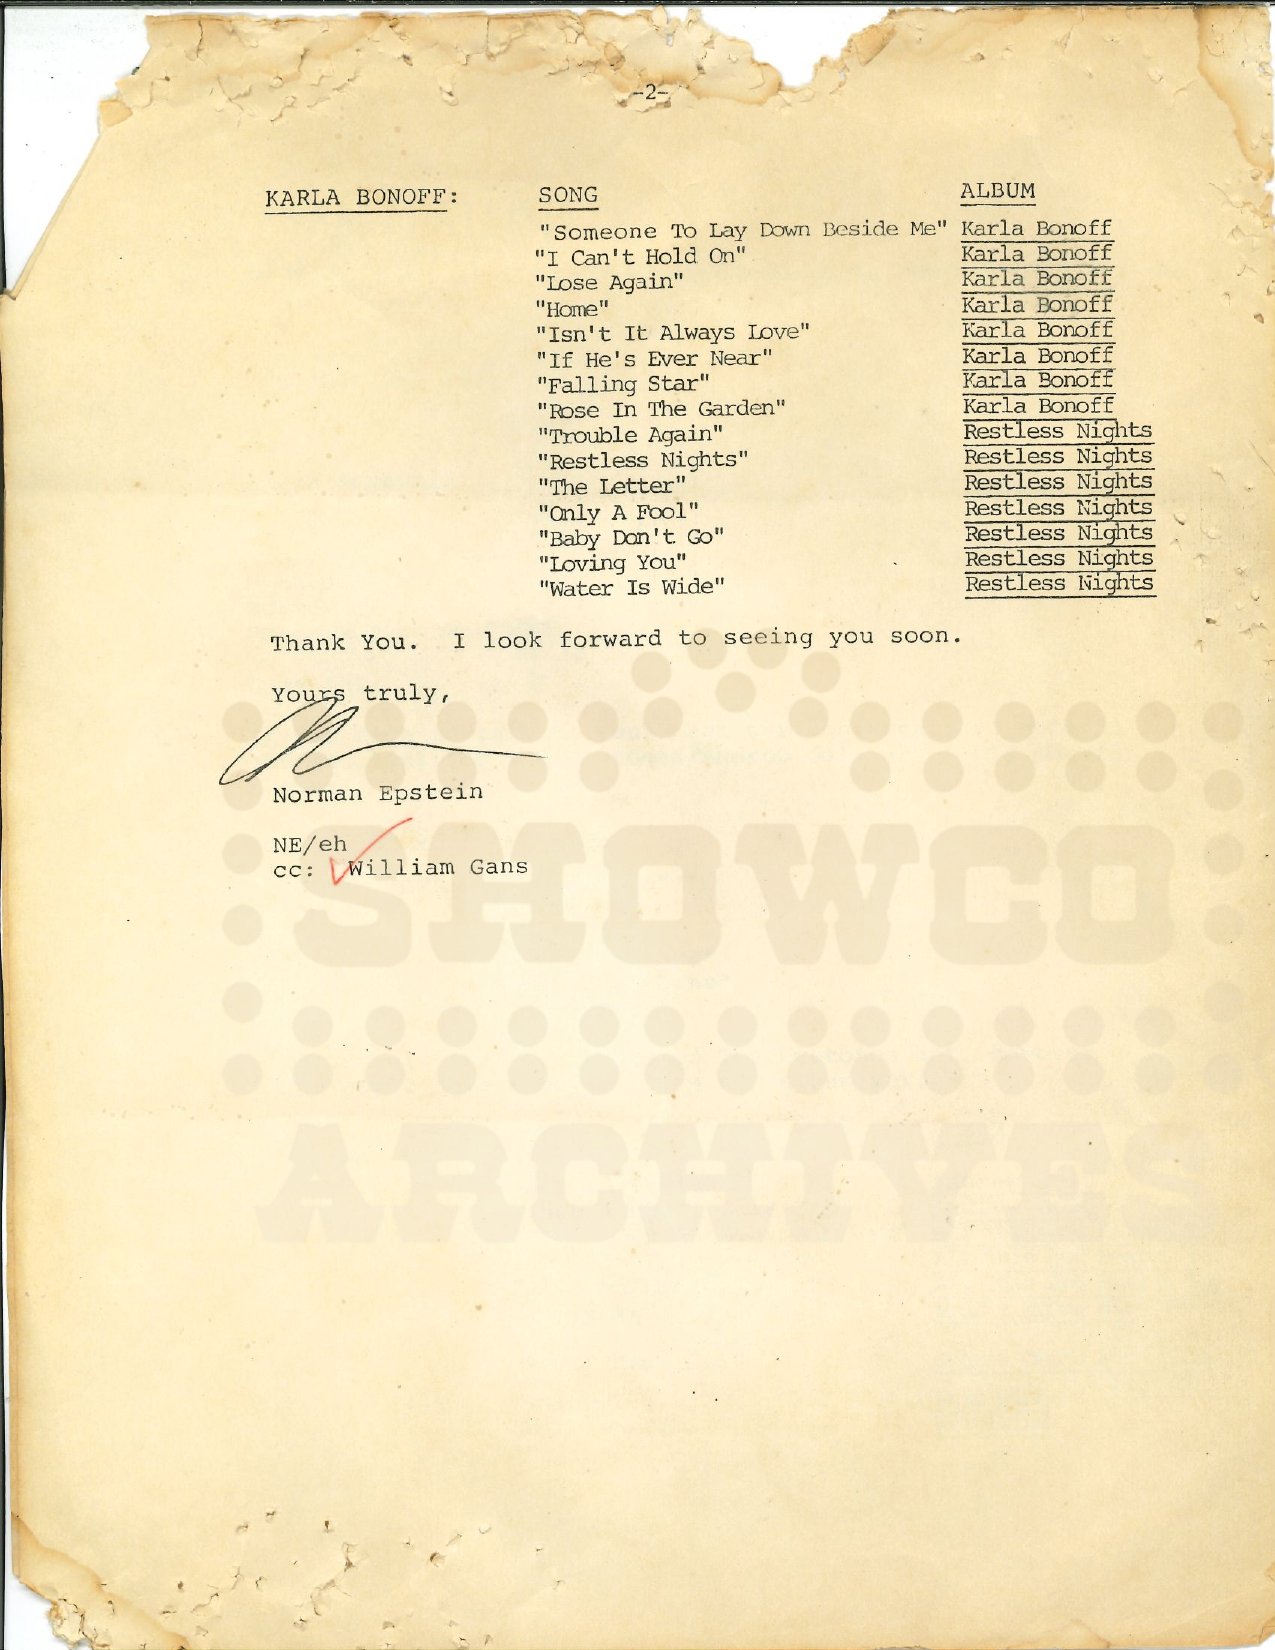 -2-
KARLA BONOFF: SONG ALBUM
"Someone To Lay Down Beside Me" Karla Bonoff
"I Can't Hold On" Karla Bonoff
"Lose Again" Karla Bonoff
"Home" Karla Bonoff
"Isn't It Always Love" Karla Bonoff
"If He's Ever Near" Karla Bonoff
"Falling Star" Karla Bonoff
"Rose In The Garden" Karla Bonoff
"Trouble Again" Restless Nights
"Restless Nights" Restless Nights
"The Letter" Restless Nights
"Only A Fool" Restless Nights
"Baby Don't Go" Restless Nights
"Loving You" Restless Nights
"Water Is Wide" Restless Nights
Thank You. I look forward to seeing you soon.
Yours truly,
Norman Epstein
NE/eh
cc: William Gans
SHOWCO
ARCHIVES